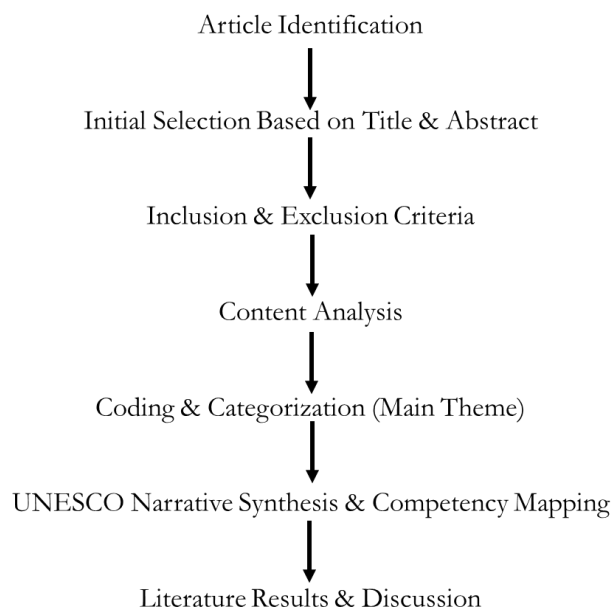 Article Identification
Initial Selection Based on Title & Abstract
Inclusion & Exclusion Criteria
Content Analysis
Coding & Categorization (Main Theme)
UNESCO Narrative Synthesis & Competency Mapping
Literature Results & Discussion